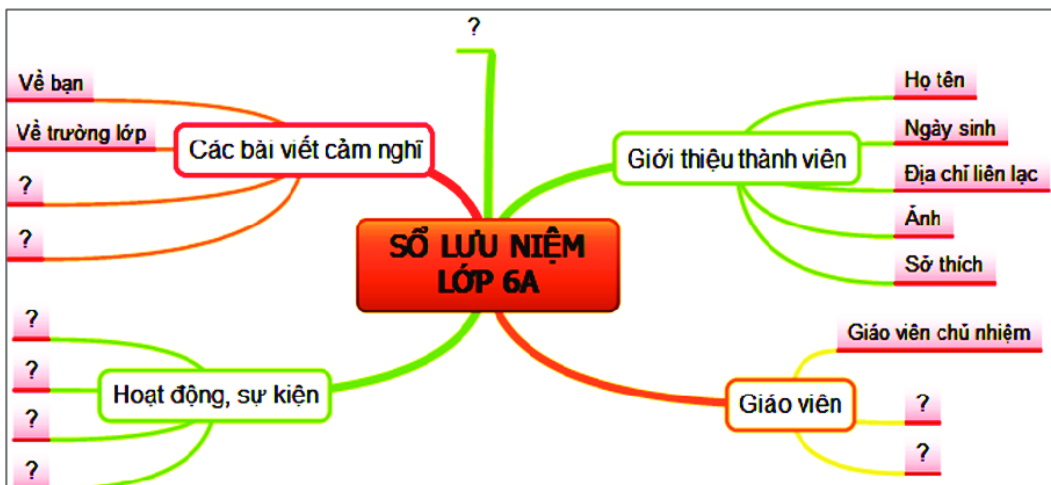 ?
Về bạn
Về trường lớp
?
?
Các bài viết cảm nghĩ
Giới thiệu thành viên
Họ tên
Ngày sinh
Địa chỉ liên lạc
Ảnh
Sở thích
SỔ LƯU NIỆM
LỚP 6A
?
?
?
?
Hoạt động, sự kiện
Giáo viên
Giáo viên chủ nhiệm
?
?